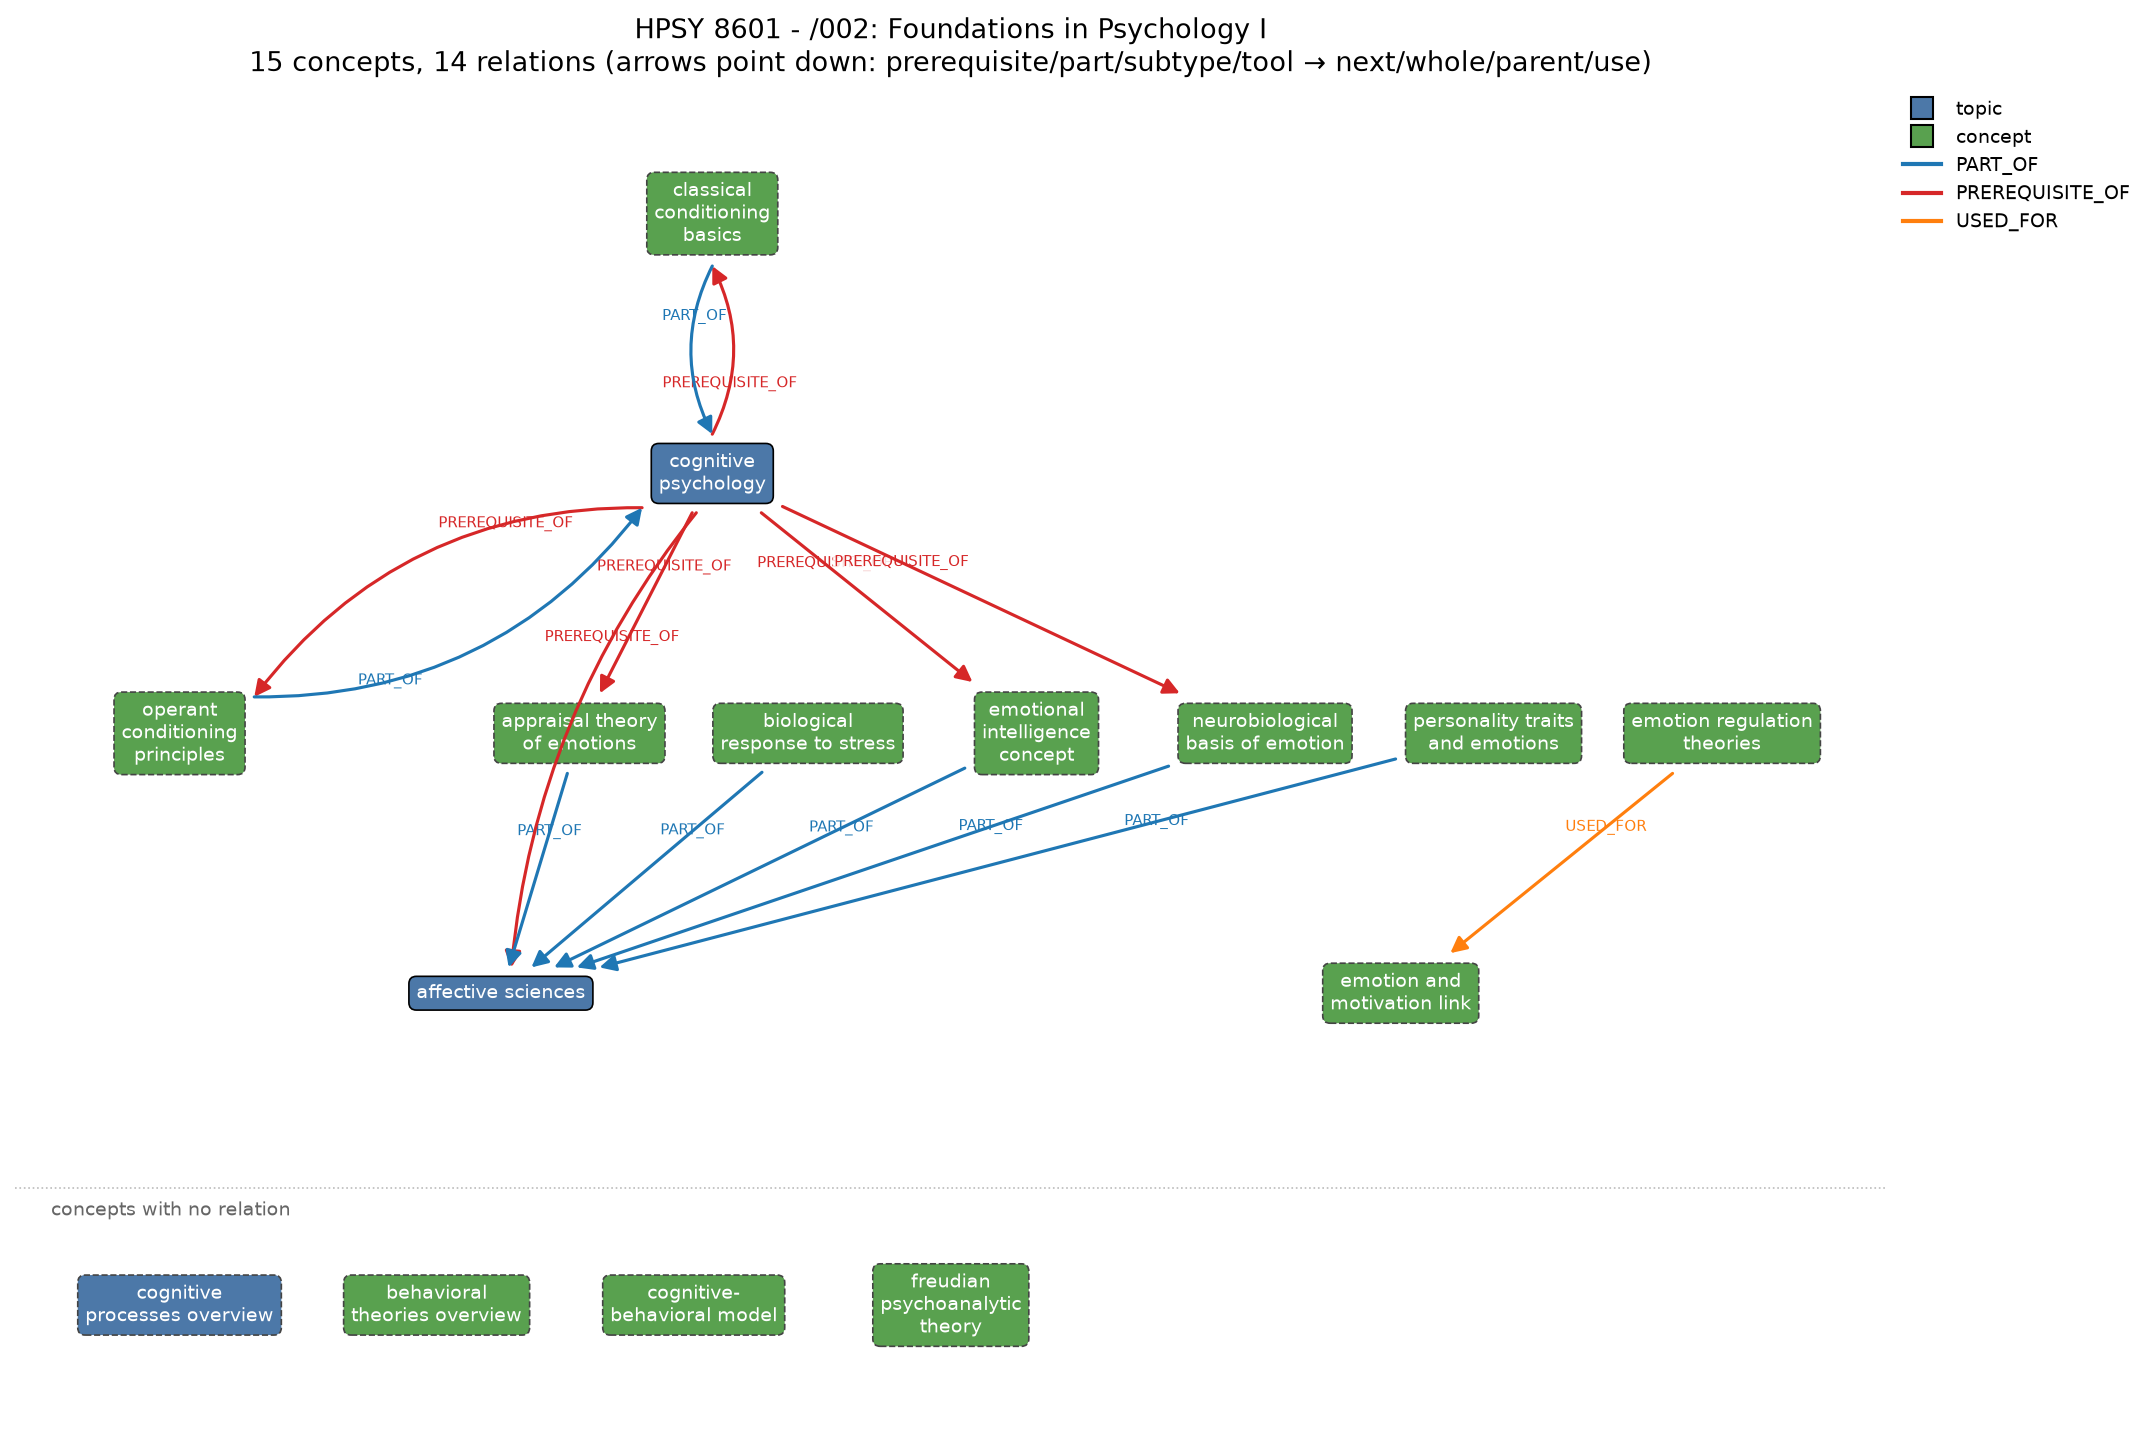 HPSY 8601 - /002: Foundations in Psychology I
15 concepts, 14 relations (arrows point down: prerequisite/part/subtype/tool → next/whole/parent/use)
topic
concept
PART_OF
PREREQUISITE_OF
USED_FOR
classical
conditioning
basics
PART_OF
PREREQUISITE_OF
cognitive
psychology
PREREQUISITE_OF
PREREQUISITE_OF
PREREQUISITE_OF
PREREQUISITE_OF
PART_OF
operant
conditioning
principles
appraisal theory
of emotions
biological
response to stress
emotional
intelligence
concept
neurobiological
basis of emotion
personality traits
and emotions
emotion regulation
theories
PART_OF
PART_OF
PART_OF
PART_OF
PART_OF
USED_FOR
affective sciences
emotion and
motivation link
concepts with no relation
cognitive
processes overview
behavioral
theories overview
cognitive-
behavioral model
freudian
psychoanalytic
theory